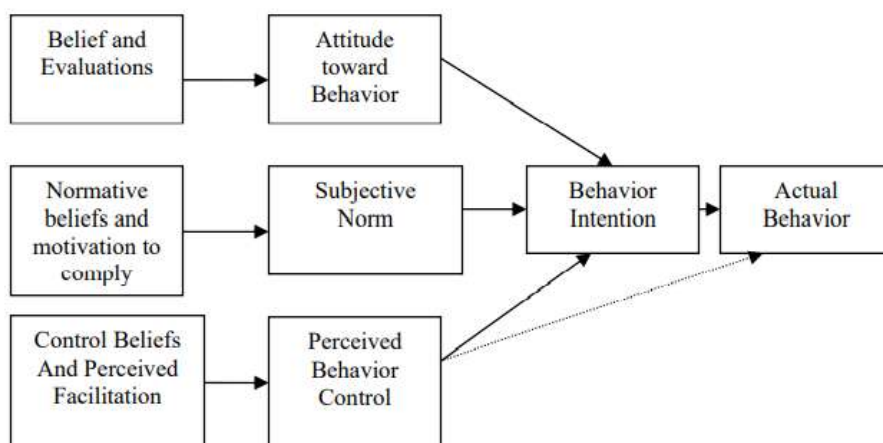 Belief and
Evaluations
Attitude
toward
Behavior
Normative
beliefs and
motivation to
comply
Subjective
Norm
Behavior
Intention
Actual
Behavior
Control Beliefs
And Perceived
Facilitation
Perceived
Behavior
Control